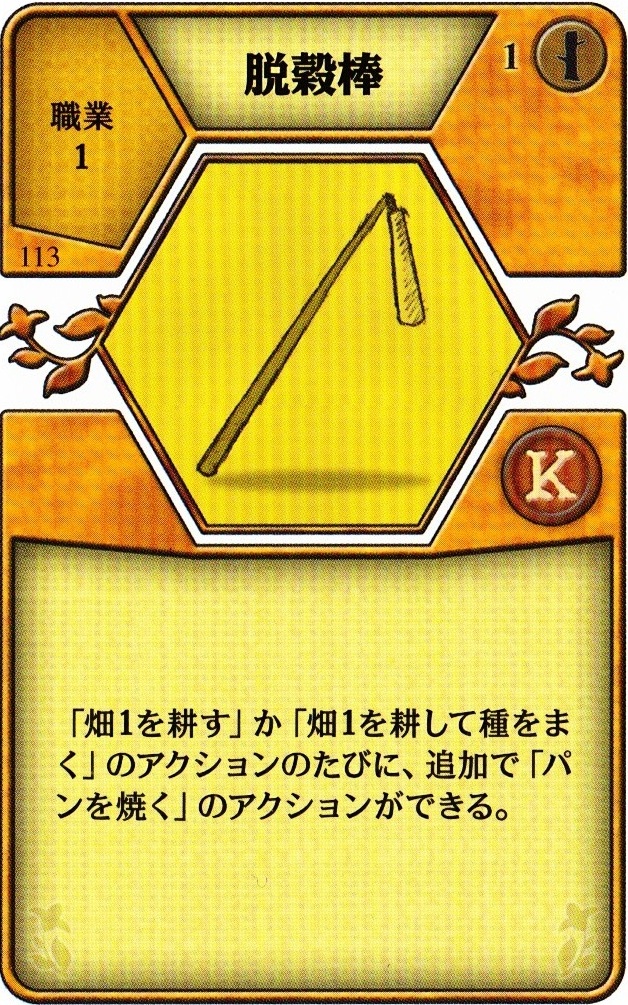 脱穀棒
1
職業
1
113
K
「畑1を耕す」か「畑1を耕して種をま
く」のアクションのたびに、追加で「パ
ンを焼く」のアクションができる。